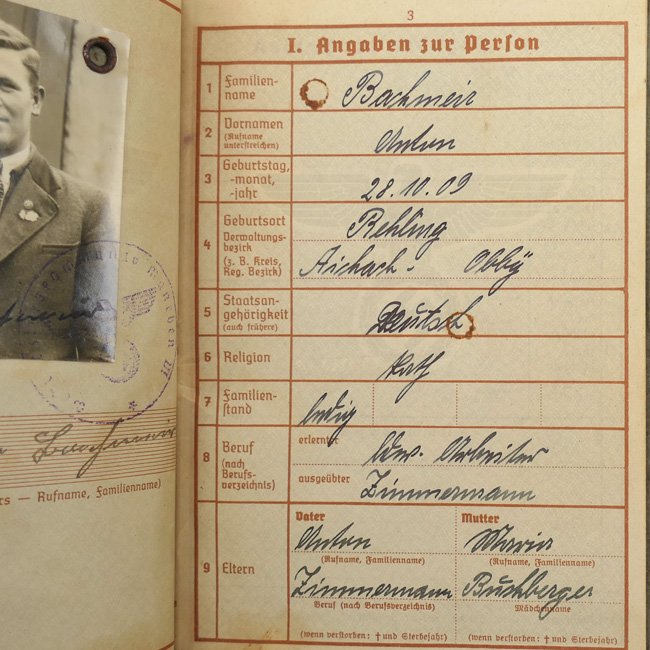 rs — Rufname, Familienname)
3
I. Angaben zur Person
1 Familien-
name
Bachmeir
2 Vornamen
(Rufname
unterstreichen)
Anton
3 Geburtstag,
-monat,
-jahr
28.10.09
4 Geburtsort
Verwaltungs-
bezirk
(z. B. Kreis,
Reg. Bezirk)
Rehling
Aichach - Obby
5 Staatsan-
gehörigkeit
(auch frühere)
Deutsch
6 Religion
kath
7 Familien-
stand
ledig
8 Beruf
(nach
Berufs-
verzeichnis)
erlernter
ldw. Arbeiter
ausgeübter
Zimmermann
9 Eltern
Vater
Anton
(Rufname, Familienname)
Zimmermann
Beruf (nach Berufsverzeichnis)
(wenn verstorben: † und Sterbejahr)
Mutter
Maria
(Rufname, Familienname)
Buchberger
Mädchenname
(wenn verstorben: † und Sterbejahr)